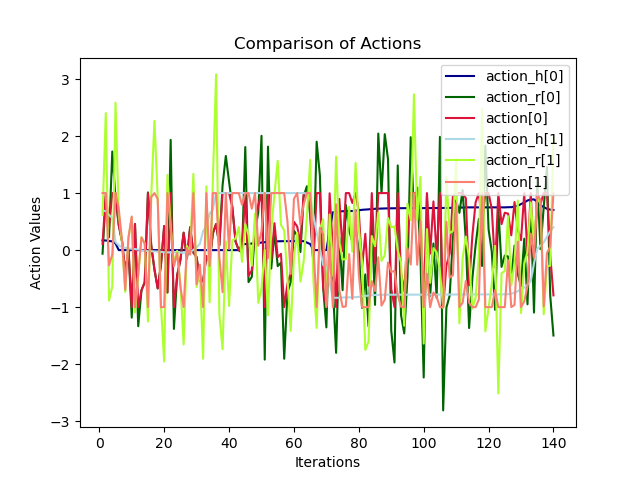 Comparison of Actions
action_h[0]
action_r[0]
action[0]
action_h[1]
action_r[1]
action[1]
Action Values
3
2
1
0
−1
−2
−3
0 20 40 60 80 100 120 140
Iterations